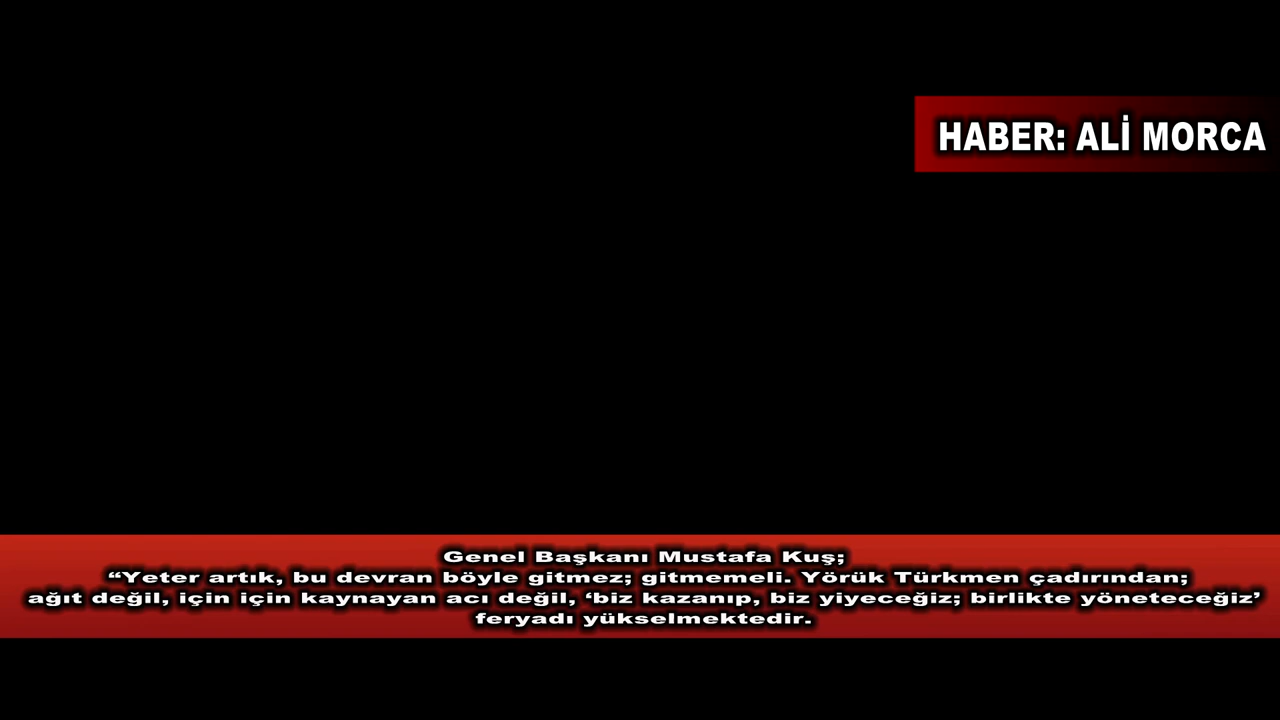 HABER: ALİ MORCA
Genel Başkanı Mustafa Kuş;
“Yeter artık, bu devran böyle gitmez; gitmemeli. Yörük Türkmen çadırından;
ağıt değil, için için kaynayan acı değil, ‘biz kazanıp, biz yiyeceğiz; birlikte yöneteceğiz’
feryadı yükselmektedir.